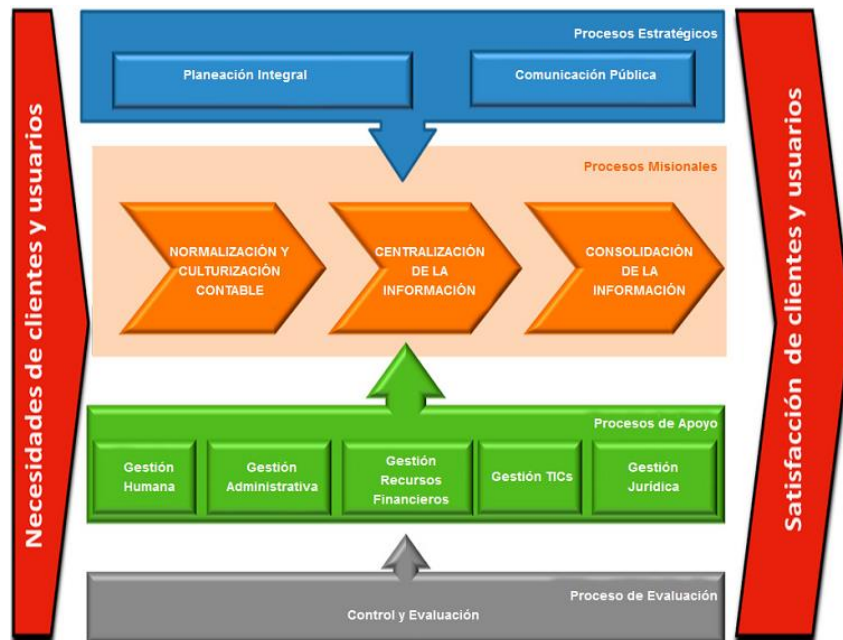 Necesidades de clientes y usuarios
Procesos Estratégicos
Planeación Integral
Comunicación Pública
Procesos Misionales
NORMALIZACIÓN Y
CULTURIZACIÓN
CONTABLE
CENTRALIZACIÓN
DE LA
INFORMACIÓN
CONSOLIDACIÓN
DE LA
INFORMACIÓN
Procesos de Apoyo
Gestión
Humana
Gestión
Administrativa
Gestión
Recursos
Financieros
Gestión TICs
Gestión
Jurídica
Proceso de Evaluación
Control y Evaluación
Satisfacción de clientes y usuarios